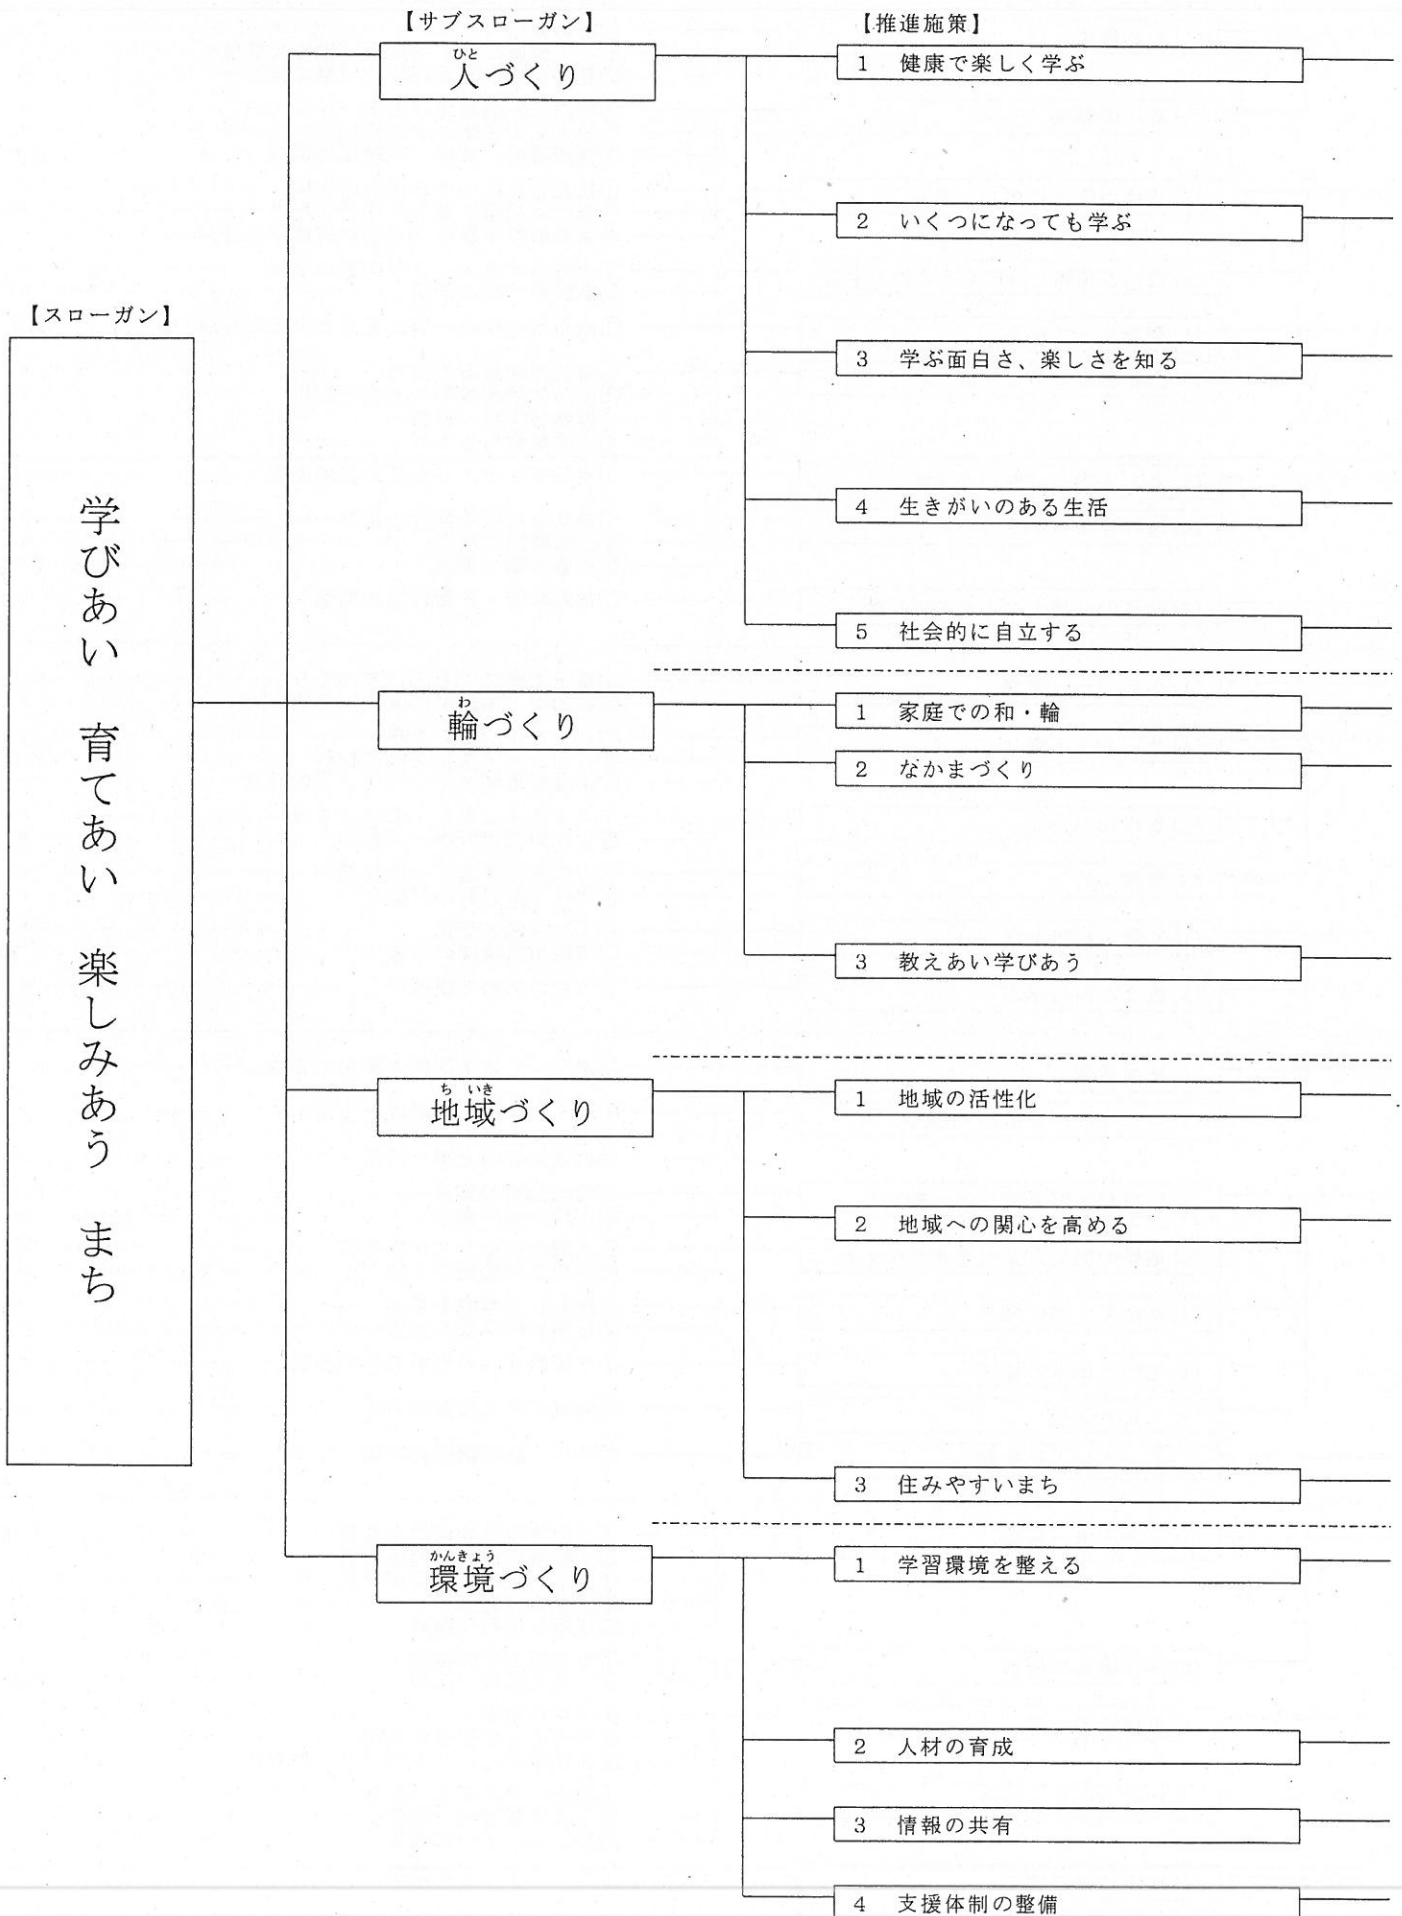 【スローガン】
学びあい　育てあい　楽しみあう　まち
【サブスローガン】
【推進施策】
ひと
人づくり
1　健康で楽しく学ぶ
2　いくつになっても学ぶ
3　学ぶ面白さ、楽しさを知る
4　生きがいのある生活
5　社会的に自立する
わ
輪づくり
1　家庭での和・輪
2　なかまづくり
3　教えあい学びあう
ちいき
地域づくり
1　地域の活性化
2　地域への関心を高める
3　住みやすいまち
かんきょう
環境づくり
1　学習環境を整える
2　人材の育成
3　情報の共有
4　支援体制の整備